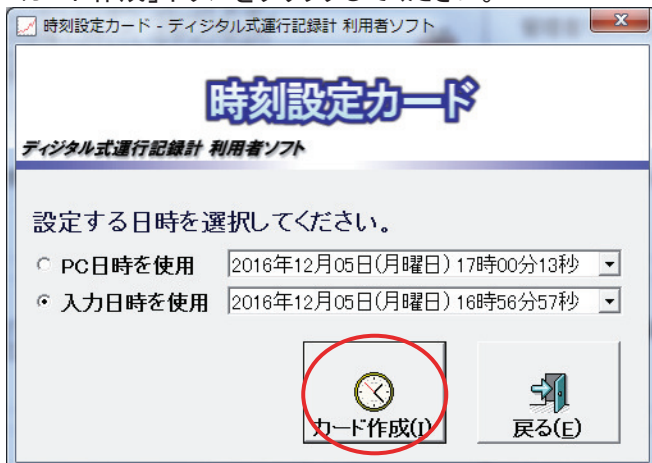 時刻設定カード - ディジタル式運行記録計 利用者ソフト
時刻設定カード
ディジタル式運行記録計 利用者ソフト
設定する日時を選択してください。
PC日時を使用 2016年12月05日(月曜日) 17時00分13秒
入力日時を使用 2016年12月05日(月曜日) 16時56分57秒
カード作成(I) 戻る(E)